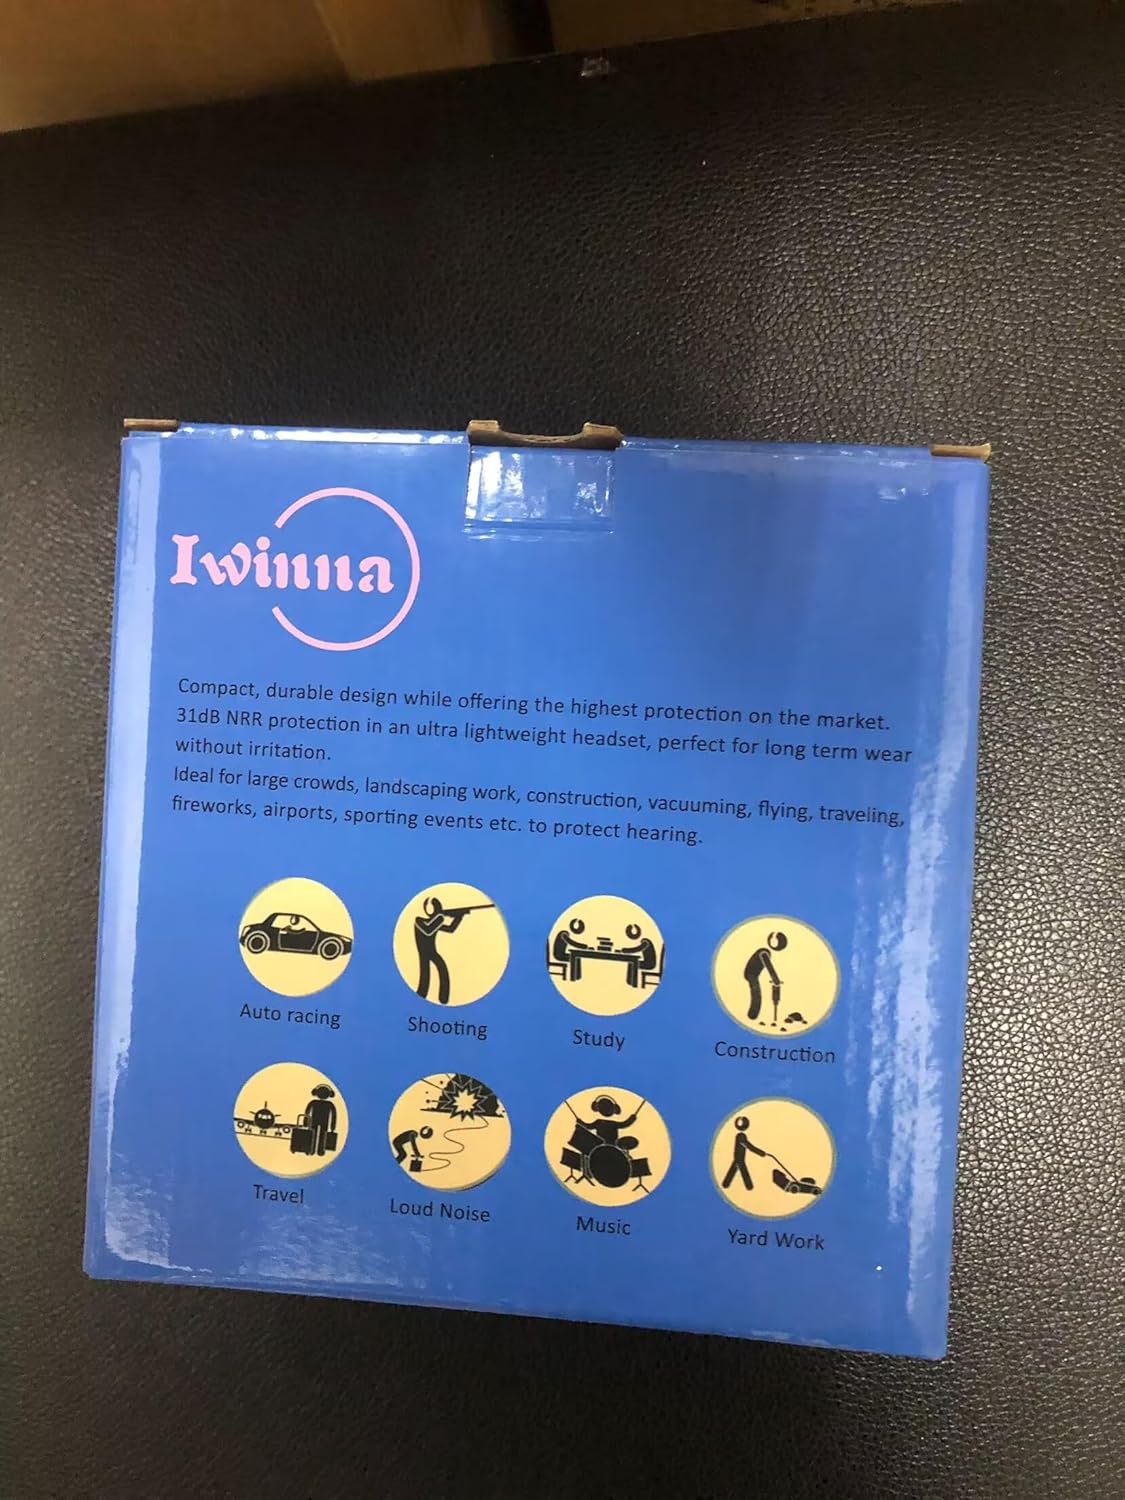 Iwinna
Compact, durable design while offering the highest protection on the market.
31dB NRR protection in an ultra lightweight headset, perfect for long term wear
without irritation.
Ideal for large crowds, landscaping work, construction, vacuuming, flying, traveling,
fireworks, airports, sporting events etc. to protect hearing.
Auto racing
Shooting
Study
Construction
Travel
Loud Noise
Music
Yard Work